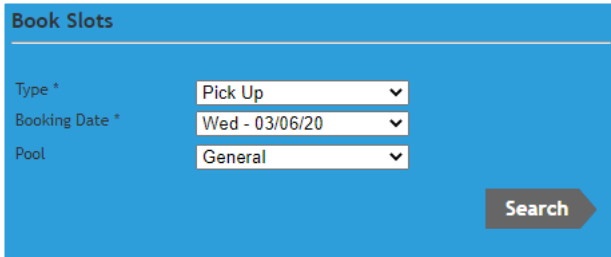 Book Slots
Type * Pick Up
Booking Date * Wed - 03/06/20
Pool General
Search